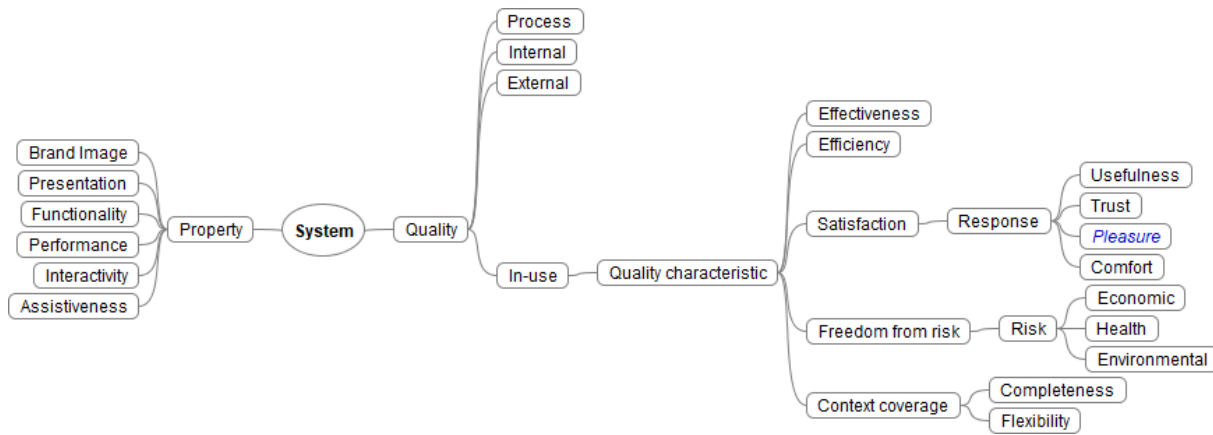 Brand Image
Presentation
Functionality
Performance
Interactivity
Assistiveness
Property
System
Quality
Process
Internal
External
In-use
Quality characteristic
Effectiveness
Efficiency
Satisfaction
Response
Usefulness
Trust
Pleasure
Comfort
Freedom from risk
Risk
Economic
Health
Environmental
Context coverage
Completeness
Flexibility